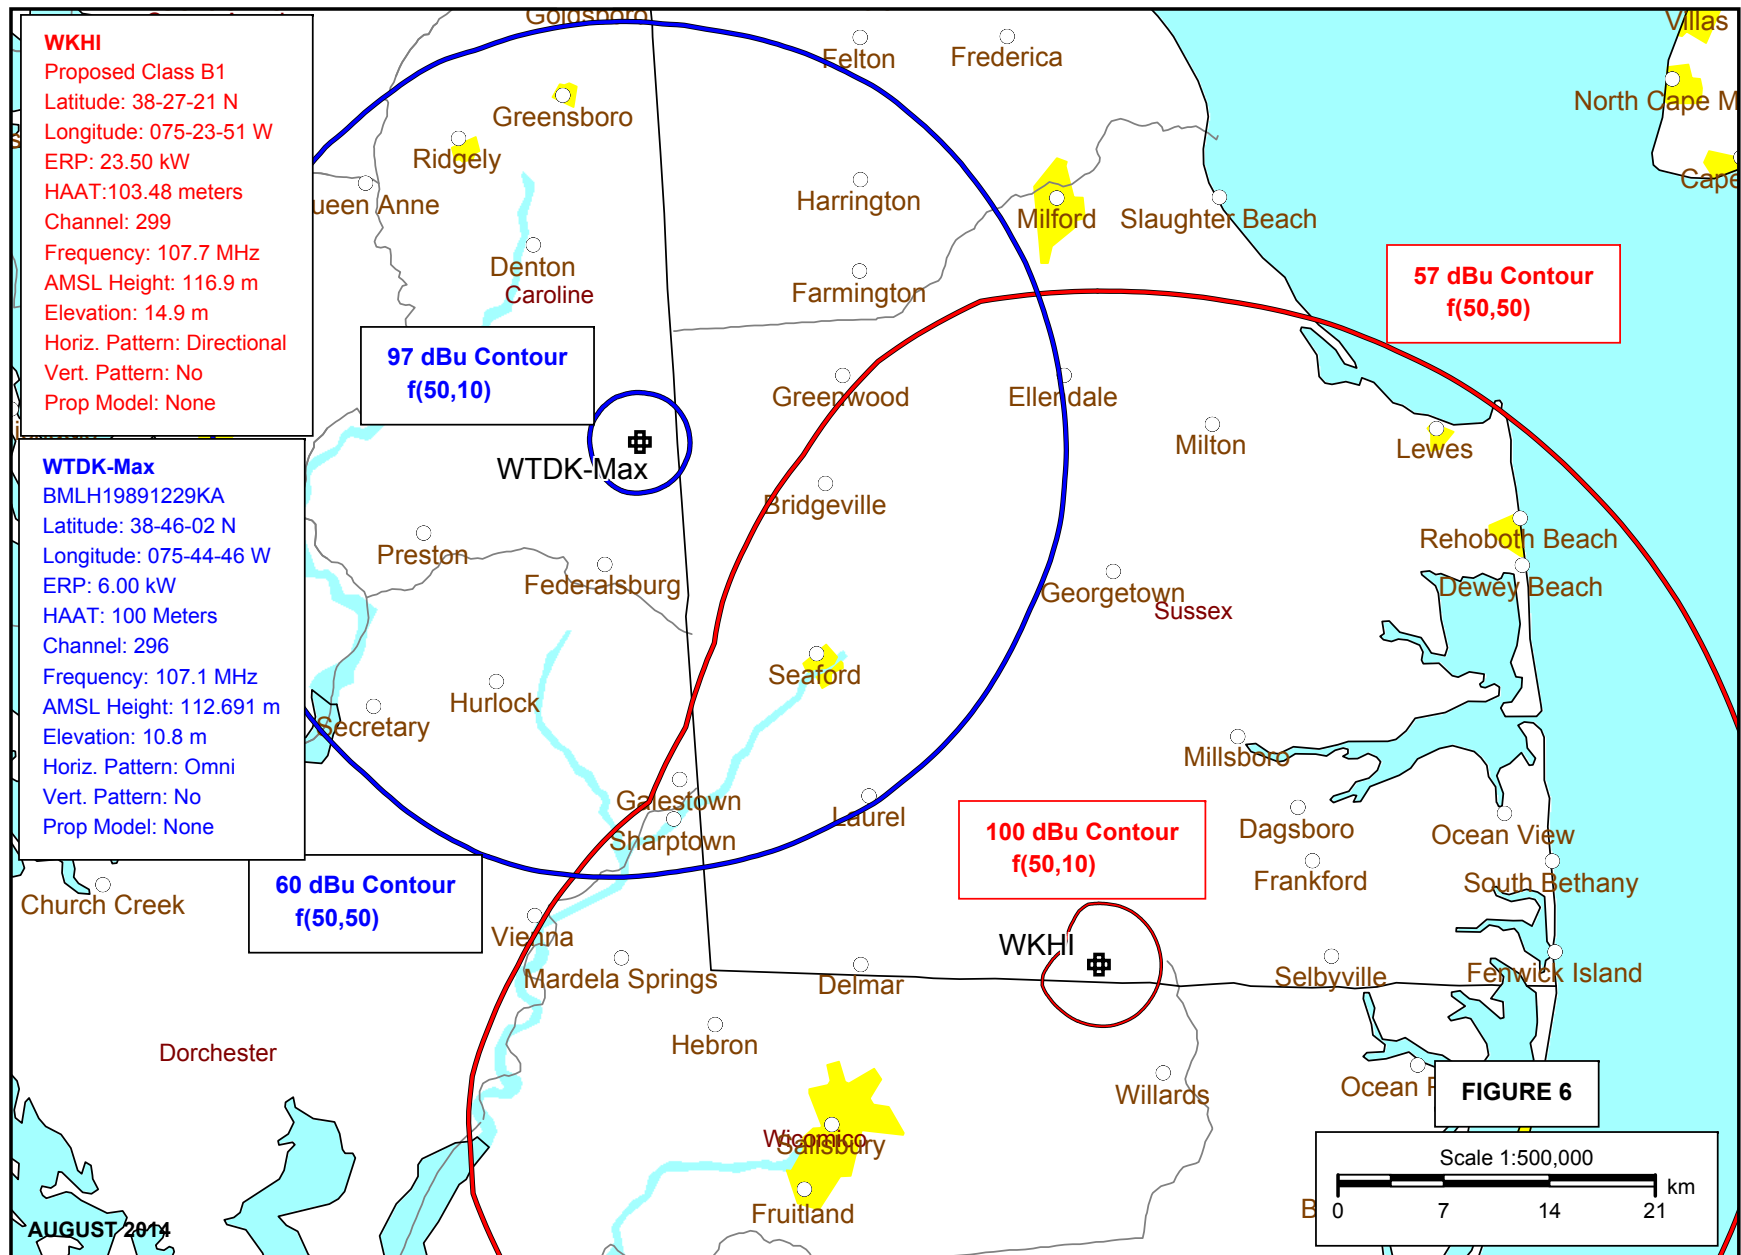 WKHI
Proposed Class B1
Latitude: 38-27-21 N
Longitude: 075-23-51 W
ERP: 23.50 kW
HAAT:103.48 meters
Channel: 299
Frequency: 107.7 MHz
AMSL Height: 116.9 m
Elevation: 14.9 m
Horiz. Pattern: Directional
Vert. Pattern: No
Prop Model: None
WTDK-Max
BMLH19891229KA
Latitude: 38-46-02 N
Longitude: 075-44-46 W
ERP: 6.00 kW
HAAT: 100 Meters
Channel: 296
Frequency: 107.1 MHz
AMSL Height: 112.691 m
Elevation: 10.8 m
Horiz. Pattern: Omni
Vert. Pattern: No
Prop Model: None
Goldsboro
Felton
Frederica
Villas
North Cape M
Cape
Greensboro
Ridgely
ueen Anne
Harrington
Milford
Slaughter Beach
Denton
Caroline
Farmington
57 dBu Contour
f(50,50)
97 dBu Contour
f(50,10)
Greenwood
Ellendale
Milton
Lewes
WTDK-Max
Bridgeville
Preston
Federalsburg
Rehoboth Beach
Dewey Beach
Georgetown
Sussex
Seaford
Hurlock
Secretary
Millsboro
Galestown
Sharptown
Laurel
100 dBu Contour
f(50,10)
Dagsboro
Ocean View
Frankford
South Bethany
60 dBu Contour
f(50,50)
Church Creek
Vienna
WKHI
Mardela Springs
Delmar
Selbyville
Fenwick Island
Hebron
Dorchester
Willards
Ocean P
FIGURE 6
Wicomico
Salisbury
Fruitland
B
Scale 1:500,000
km
0 7 14 21
AUGUST 2014